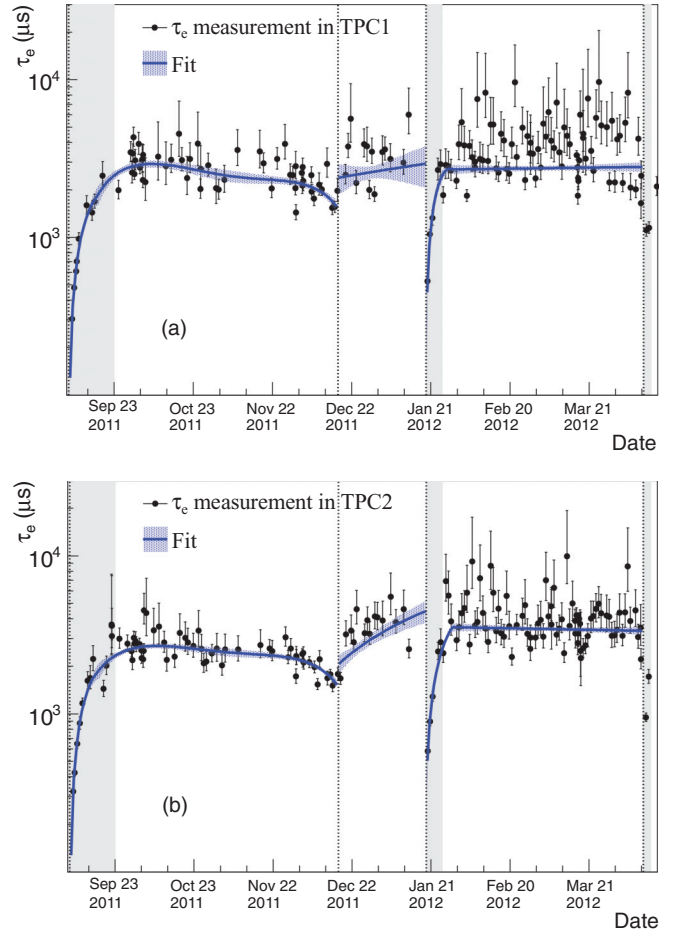 τe (μs)
τe measurement in TPC1
Fit
10^4
10^3
(a)
Sep 23 2011
Oct 23 2011
Nov 22 2011
Dec 22 2011
Jan 21 2012
Feb 20 2012
Mar 21 2012
Date
τe (μs)
τe measurement in TPC2
Fit
10^4
10^3
(b)
Sep 23 2011
Oct 23 2011
Nov 22 2011
Dec 22 2011
Jan 21 2012
Feb 20 2012
Mar 21 2012
Date